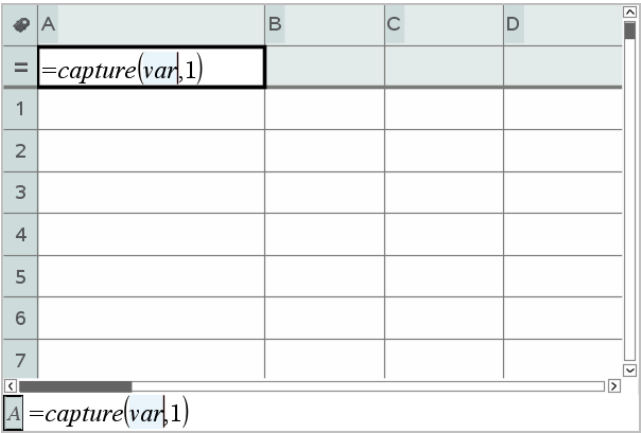 A B C D
= =capture(var,1)
1
2
3
4
5
6
7
A =capture(var,1)